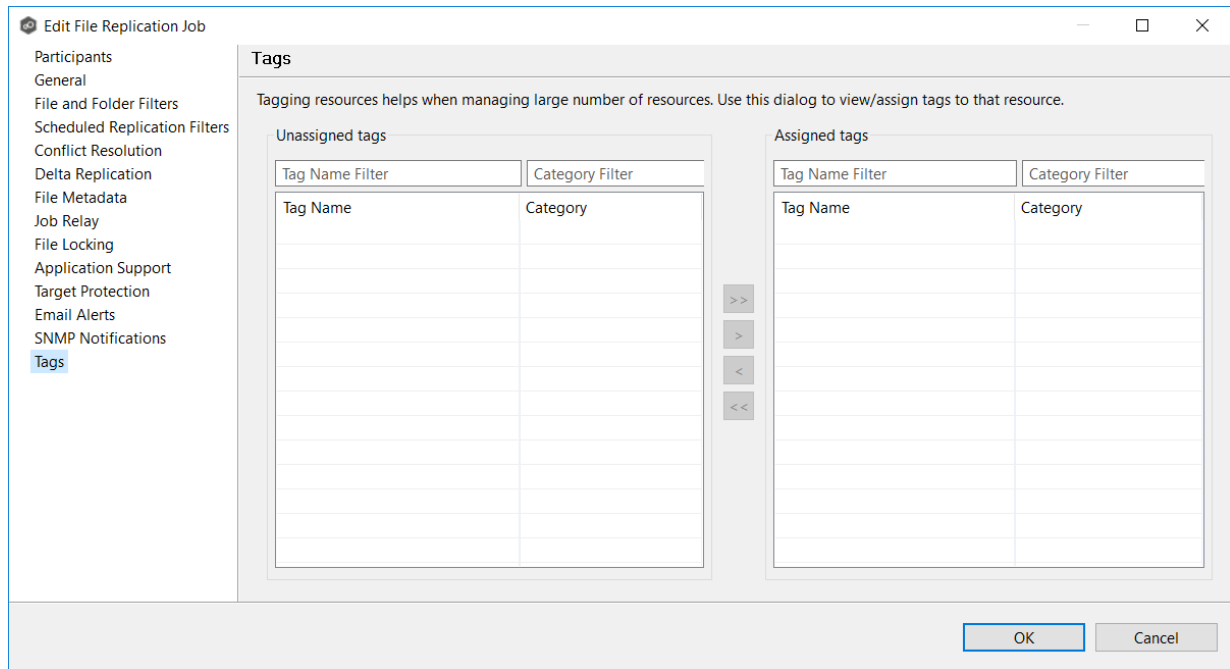 Edit File Replication Job
Participants
General
File and Folder Filters
Scheduled Replication Filters
Conflict Resolution
Delta Replication
File Metadata
Job Relay
File Locking
Application Support
Target Protection
Email Alerts
SNMP Notifications
Tags
Tags
Tagging resources helps when managing large number of resources. Use this dialog to view/assign tags to that resource.
Unassigned tags
Tag Name Filter Category Filter
Tag Name Category
>>
>
<
<<
Assigned tags
Tag Name Filter Category Filter
Tag Name Category
OK Cancel